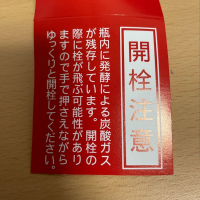 開栓注意
瓶内に発酵による炭酸ガス
が残存しています。開栓の
際に栓が飛ぶ可能性があり
ますので手で押さえながら
ゆっくりと開栓してください。